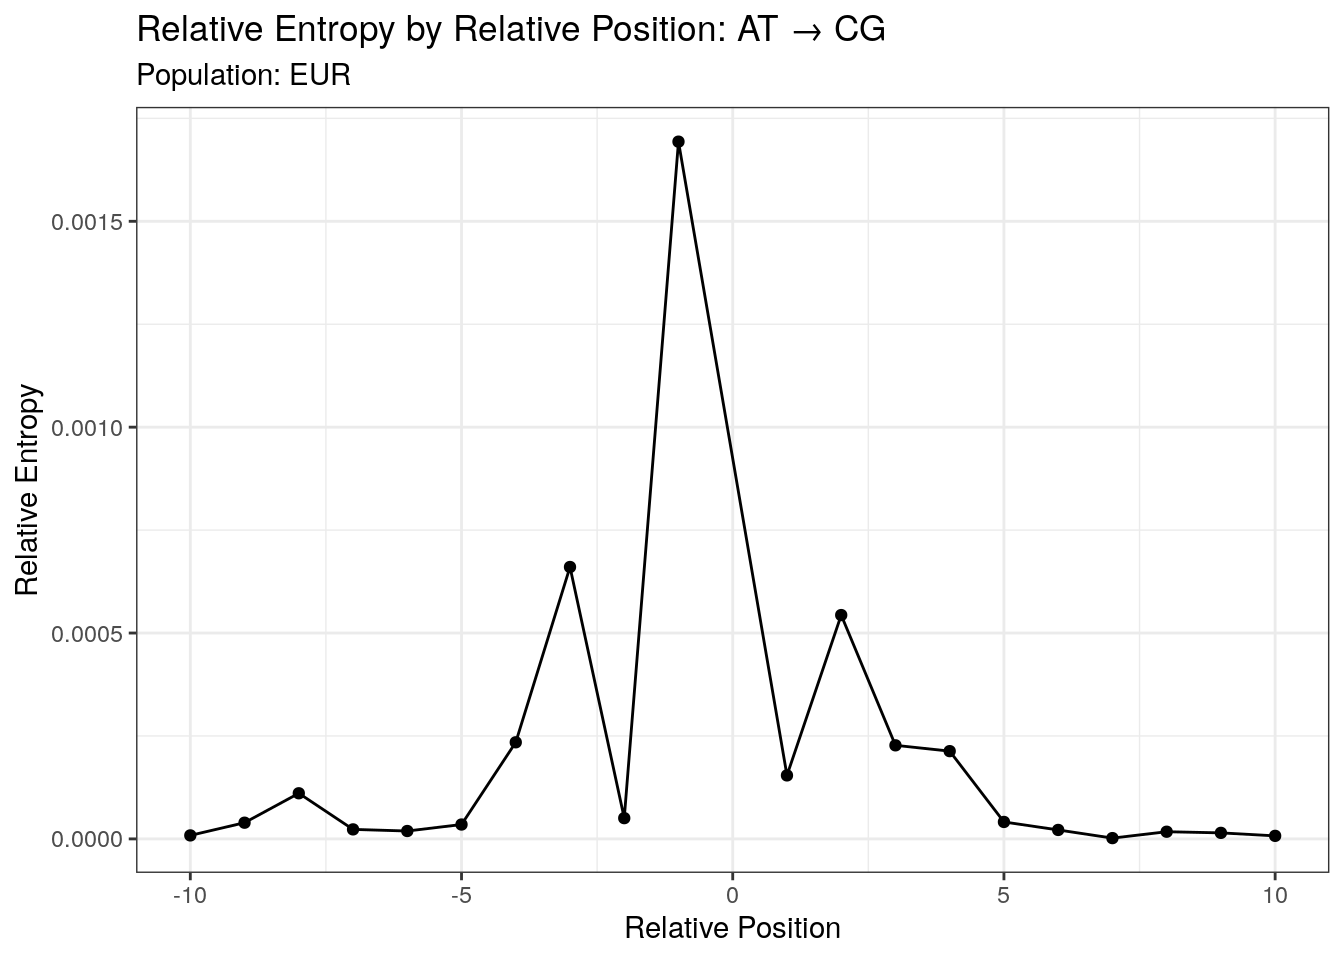 Relative Entropy by Relative Position: AT → CG
Population: EUR
0.0015
0.0010
0.0005
0.0000
Relative Entropy
-10 -5 0 5 10
Relative Position